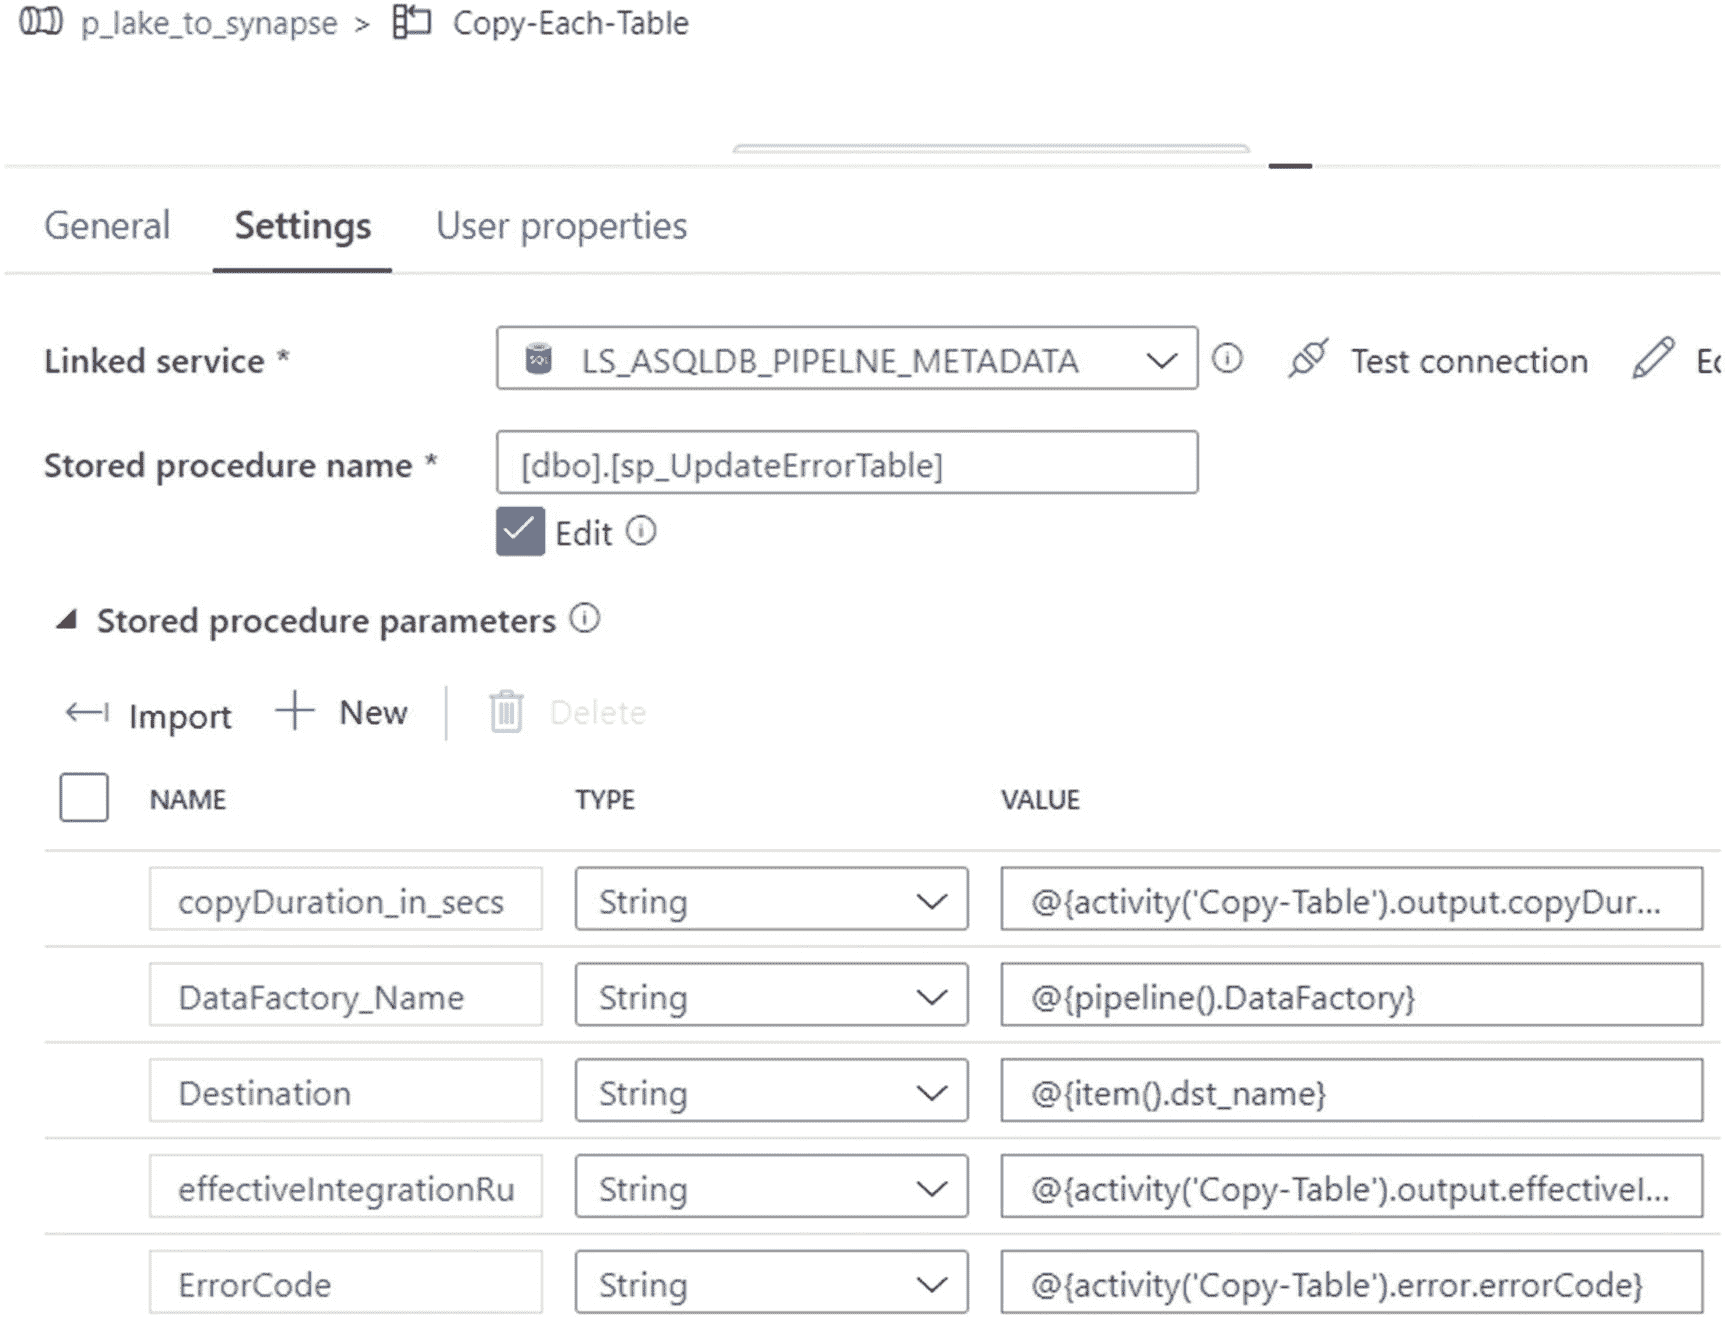 p_lake_to_synapse > Copy-Each-Table
General Settings User properties
Linked service * LS_ASQLDB_PIPELNE_METADATA Test connection
Stored procedure name * [dbo].[sp_UpdateErrorTable]
Edit
Stored procedure parameters
Import New Delete
NAME TYPE VALUE
copyDuration_in_secs String @{activity('Copy-Table').output.copyDur...
DataFactory_Name String @{pipeline().DataFactory}
Destination String @{item().dst_name}
effectiveIntegrationRu String @{activity('Copy-Table').output.effectiveI...
ErrorCode String @{activity('Copy-Table').error.errorCode}